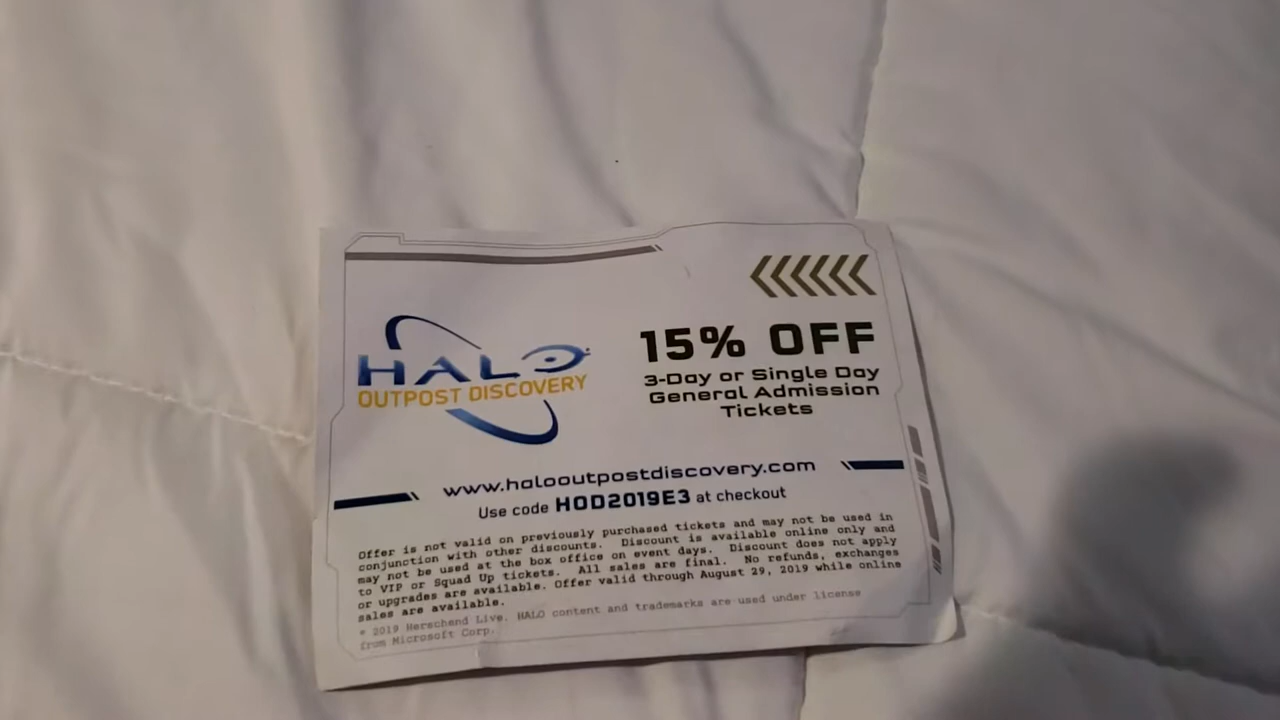 HALO
OUTPOST DISCOVERY
15% OFF
3-Day or Single Day
General Admission
Tickets
www.halooutpostdiscovery.com
Use code HOD2019E3 at checkout
Offer is not valid on previously purchased tickets and may not be used in
conjunction with other discounts. Discount is available online only and
may not be used at the box office on event days. Discount does not apply
to VIP or Squad Up tickets. All sales are final. No refunds, exchanges
or upgrades are available. Offer valid through August 29, 2019 while online
sales are available.
© 2019 Herschend Live. HALO content and trademarks are used under license
from Microsoft Corp.